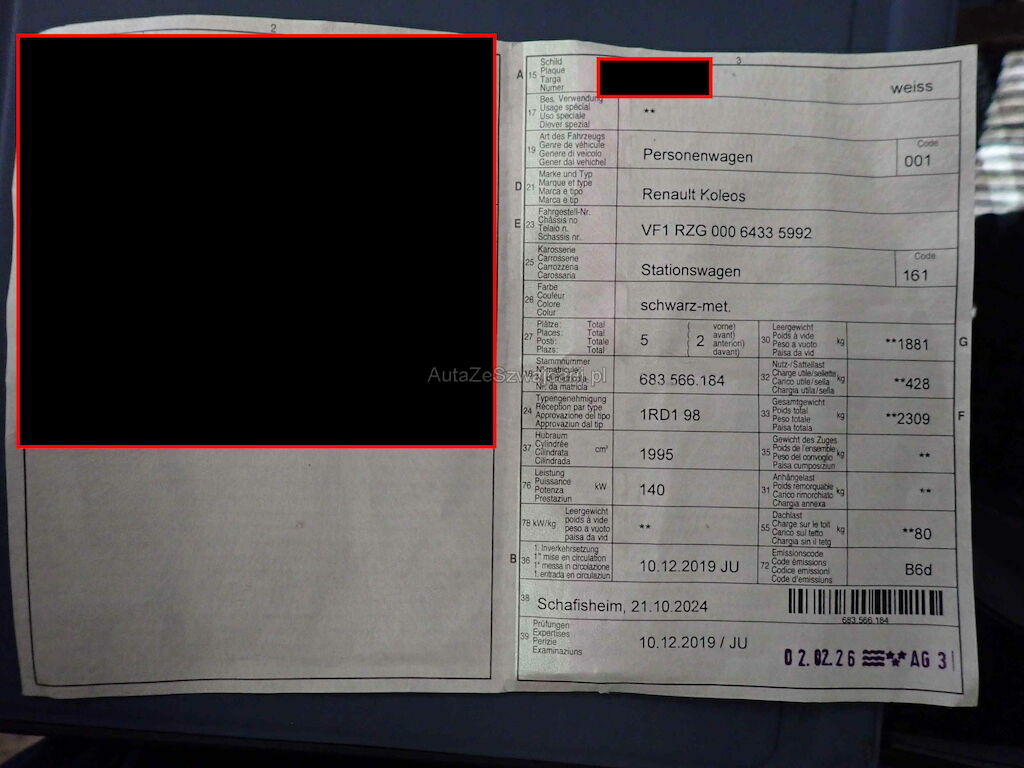 2
3
A 15 Schild
Plaque
Targa
Numer
weiss
17 Bes. Verwendung
Usage spécial
Uso speciale
Diever spezial
**
19 Art des Fahrzeugs
Genre de véhicule
Genere di veicolo
Gener dal vehichel
Personenwagen
Code
001
D 21 Marke und Typ
Marque et type
Marca e tipo
Marca e tip
Renault Koleos
E 23 Fahrgestell-Nr.
Châssis no
Telaio n.
Schassis nr.
VF1 RZG 000 6433 5992
25 Karosserie
Carrosserie
Carrozzeria
Carossaria
Stationswagen
Code
161
26 Farbe
Couleur
Colore
Colur
schwarz-met.
27 Plätze: Total
Places: Total
Posti: Totale
Plazs: Total
5
( vorne)
( 2 avant)
( anteriori)
( davant)
30 Leergewicht
Poids à vide
Peso a vuoto
Paisa da vid
kg
**1881
G
Stammnummer
N° matricule
Nr. da matricla
683 566.184
32 Nutz-/Sattellast
Charge utile/sellette
Carico utile/sella
Chargia utila/sella
kg
**428
AutaZeSzwajcarii.pl
24 Typengenehmigung
Réception par type
Approvazione del tipo
Approvaziun dal tip
1RD1 98
33 Gesamtgewicht
Poids total
Peso totale
Paisa totala
kg
**2309
F
37 Hubraum
Cylindrée
Cilindrata
Cilindrada
cm³
1995
35 Gewicht des Zuges
Poids de l'ensemble
Peso del convoglio
Paisa cumposiziun
kg
**
76 Leistung
Puissance
Potenza
Prestaziun
kW
140
31 Anhängelast
Poids remorquable
Carico rimorchiato
Chargia annexa
kg
**
78 kW/kg
Leergewicht
poids à vide
peso a vuoto
paisa da vid
**
55 Dachlast
Charge sur le toit
Carico sul tetto
Chargia sin il tetg
kg
**80
B 36 1. Inverkehrsetzung
1re mise en circulation
1a messa in circolazione
1. entrada en circulaziun
10.12.2019 JU
72 Emissionscode
Code émissions
Codice emissioni
Code d'emissiuns
B6d
38 Schafisheim, 21.10.2024
683.566.184
39 Prüfungen
Expertises
Perizie
Examinaziuns
10.12.2019 / JU
02.02.26 AG 3